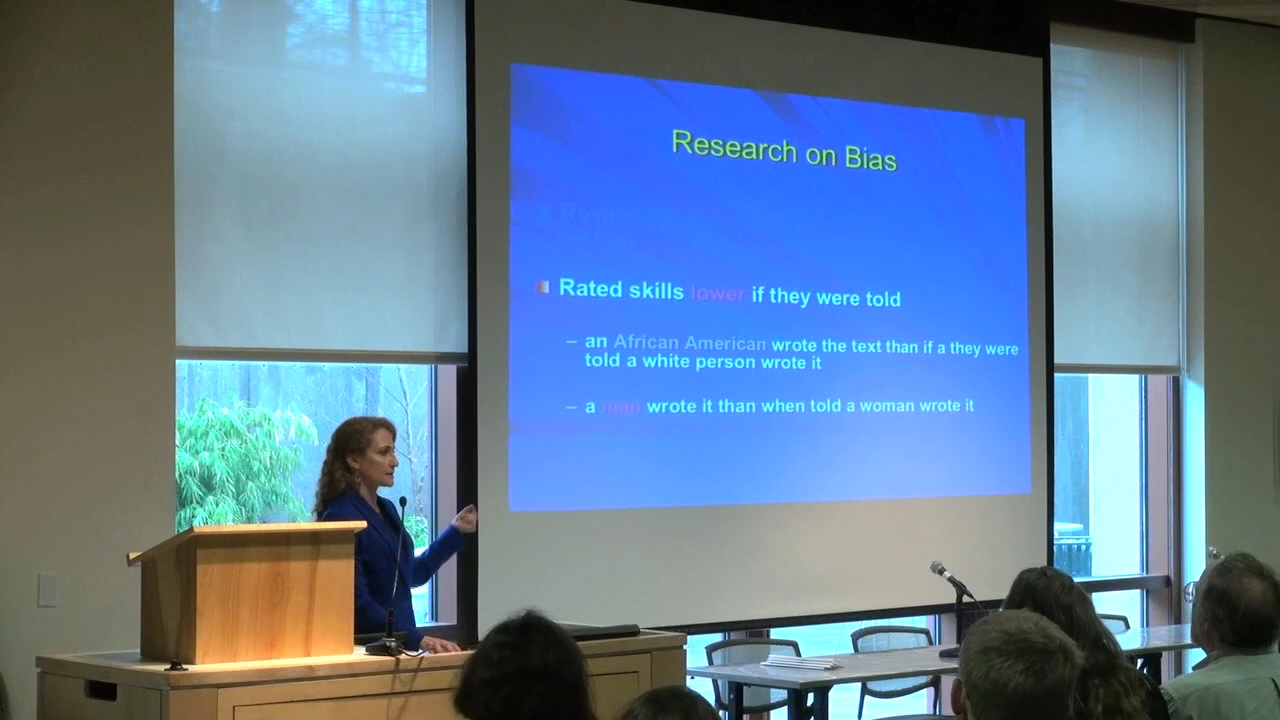 Research on Bias
Rated skills lower if they were told
– an African American wrote the text than if a they were
told a white person wrote it
– a man wrote it than when told a woman wrote it